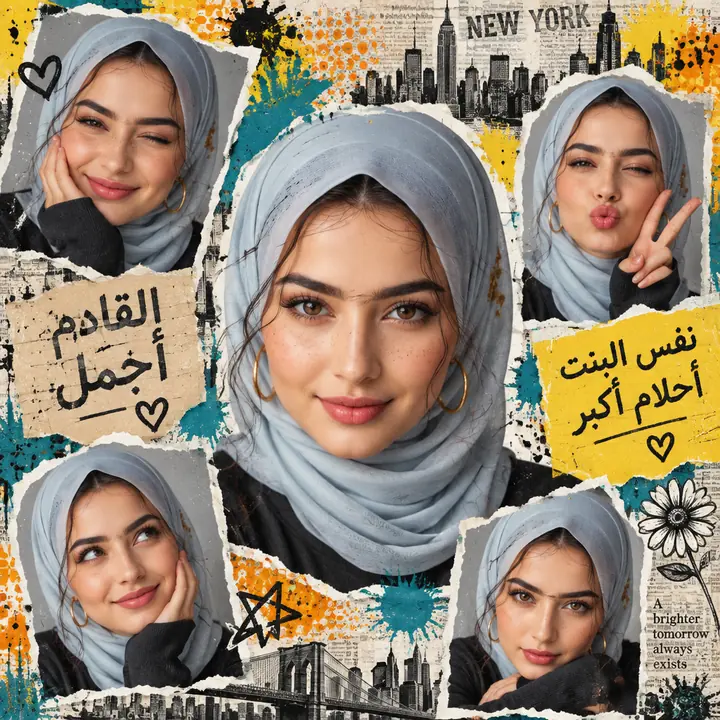 NEW YORK
القادم
أجمل
نفس البنت
أحلام أكبر
A
brighter
tomorrow
always
exists